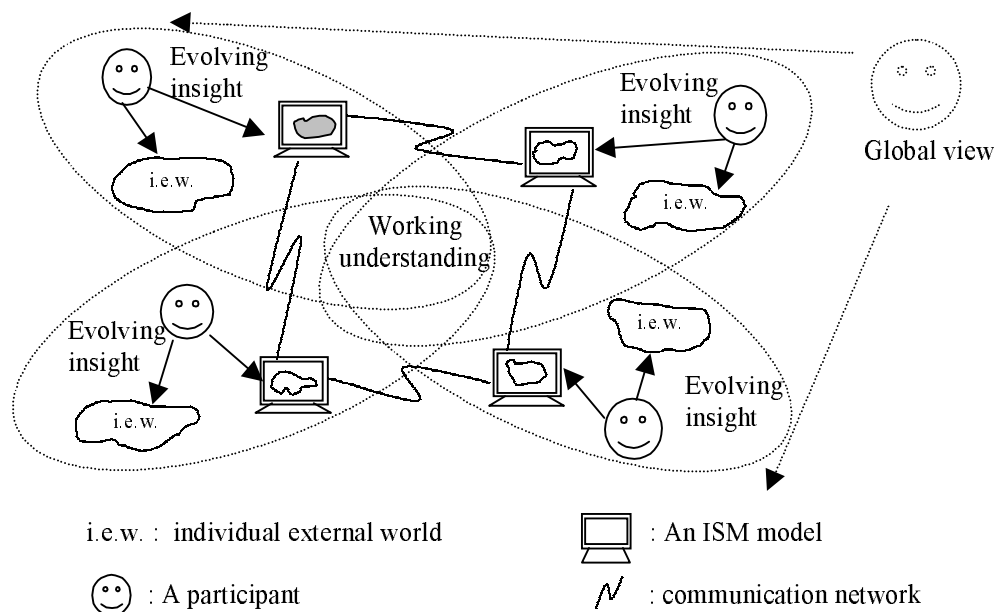 Evolving
insight
i.e.w.
Evolving
insight
i.e.w.
Global view
Working
understanding
Evolving
insight
i.e.w.
i.e.w.
Evolving
insight
i.e.w. : individual external world
: An ISM model
: A participant
: communication network